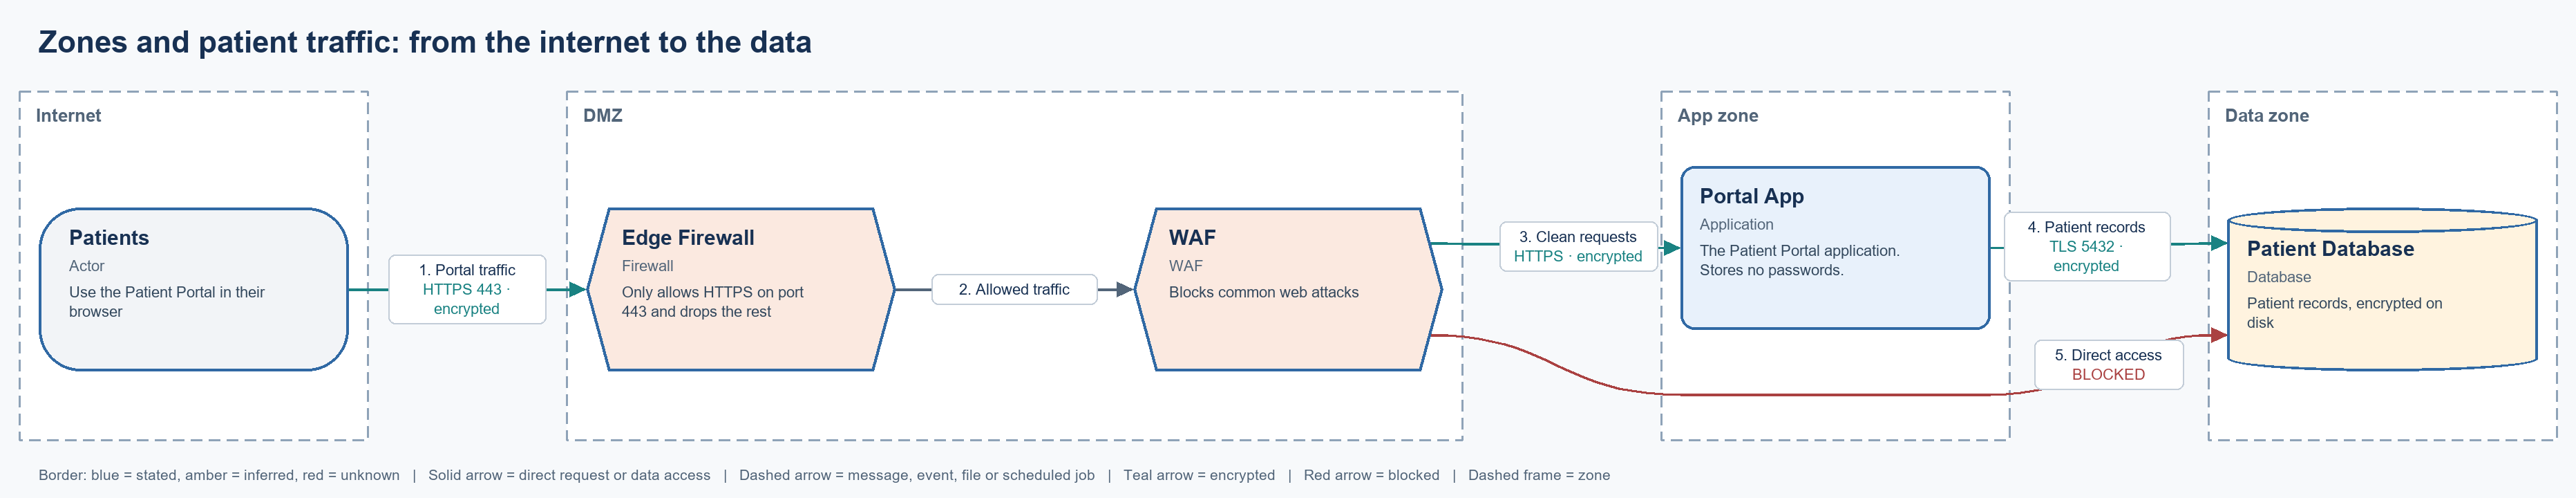 Zones and patient traffic: from the internet to the data
Internet
Patients
Actor
Use the Patient Portal in their
browser
1. Portal traffic
HTTPS 443 ·
encrypted
DMZ
Edge Firewall
Firewall
Only allows HTTPS on port
443 and drops the rest
2. Allowed traffic
WAF
WAF
Blocks common web attacks
3. Clean requests
HTTPS · encrypted
App zone
Portal App
Application
The Patient Portal application.
Stores no passwords.
4. Patient records
TLS 5432 ·
encrypted
5. Direct access
BLOCKED
Data zone
Patient Database
Database
Patient records, encrypted on
disk
Border: blue = stated, amber = inferred, red = unknown | Solid arrow = direct request or data access | Dashed arrow = message, event, file or scheduled job | Teal arrow = encrypted | Red arrow = blocked | Dashed frame = zone